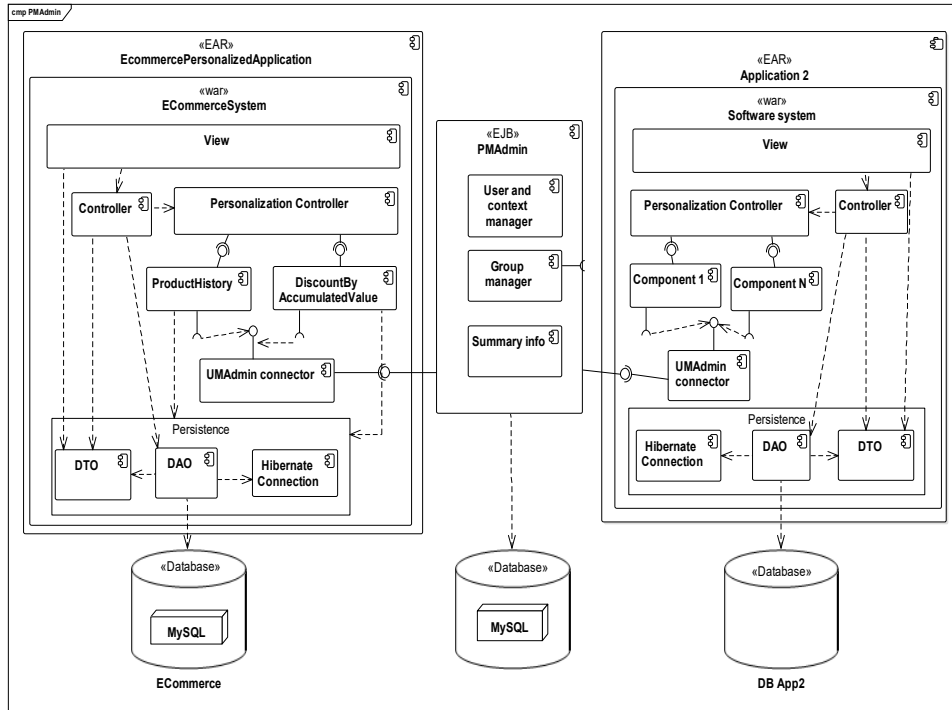 cmp PMAdmin
«EAR»
EcommercePersonalizedApplication
«war»
ECommerceSystem
View
Controller
Personalization Controller
ProductHistory
DiscountBy
AccumulatedValue
UMAdmin connector
Persistence
DTO
DAO
Hibernate
Connection
«Database»
MySQL
ECommerce
«EJB»
PMAdmin
User and
context
manager
Group
manager
Summary info
«Database»
MySQL
«EAR»
Application 2
«war»
Software system
View
Personalization Controller
Controller
Component 1
Component N
UMAdmin
connector
Persistence
Hibernate
Connection
DAO
DTO
«Database»
DB App2